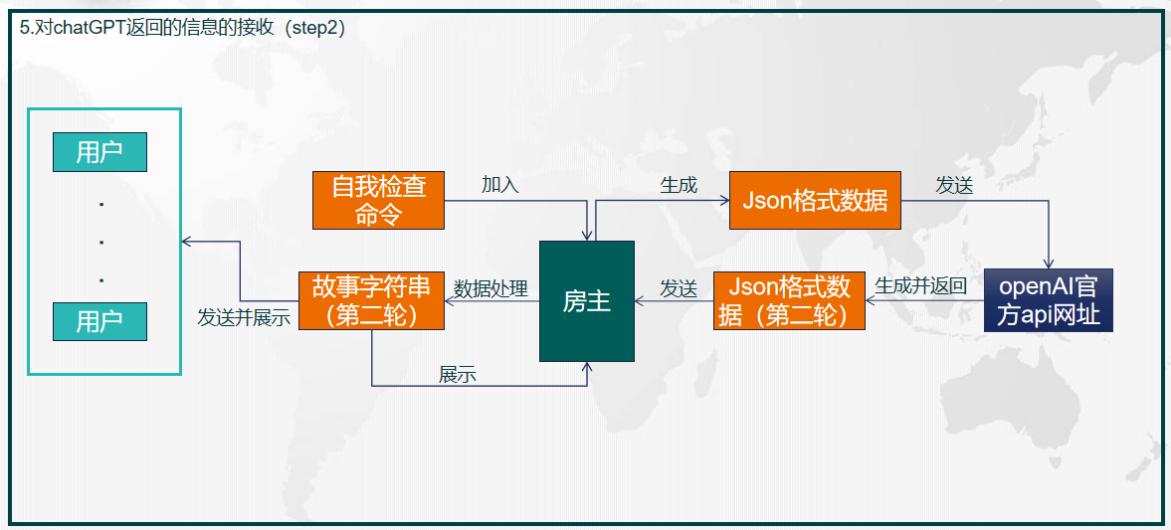 5.对chatGPT返回的信息的接收（step2）
用户
用户
自我检查
命令
加入
生成
Json格式数据
发送
故事字符串
（第二轮）
数据处理
房主
发送
Json格式数
据（第二轮）
生成并返回
openAI官
方api网址
发送并展示
展示